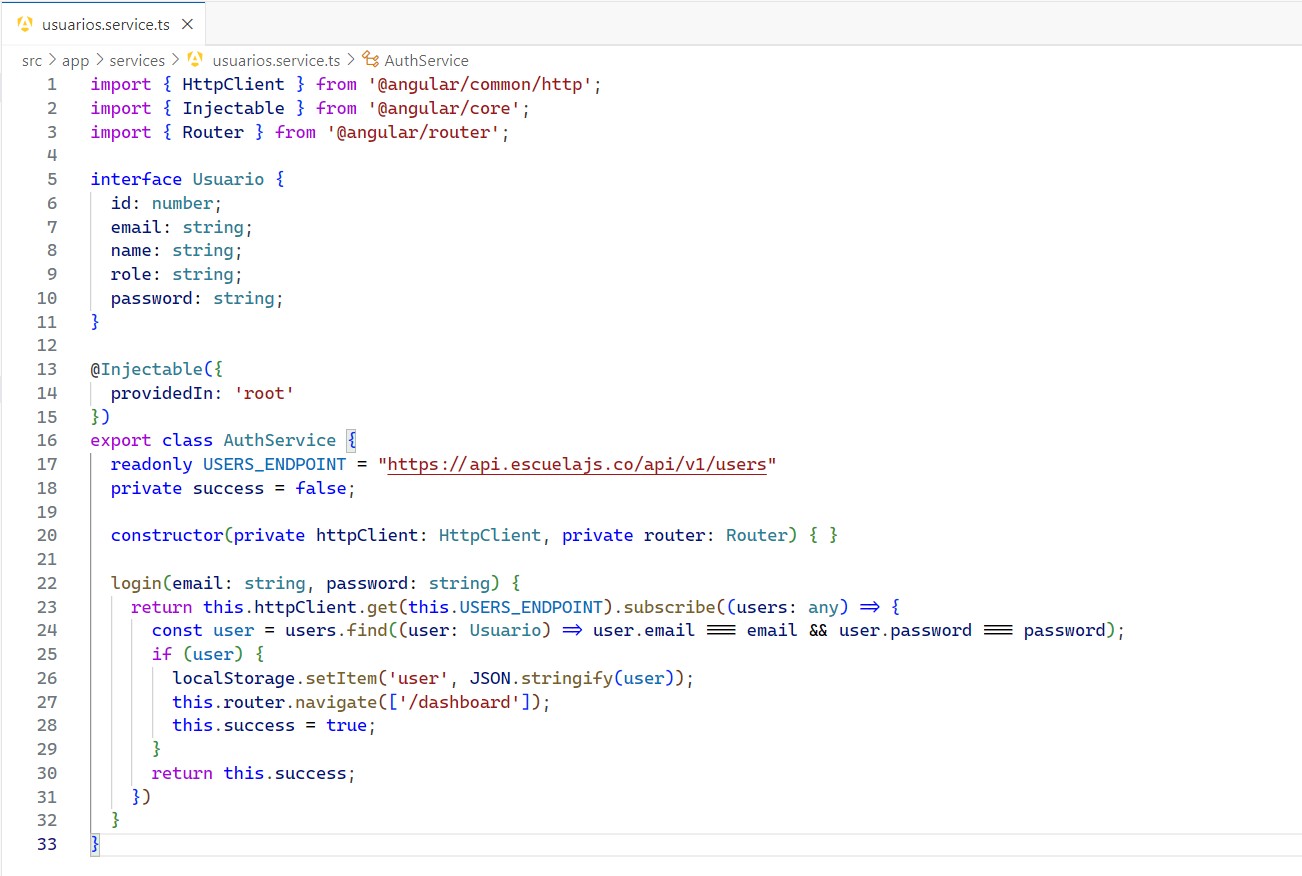 usuarios.service.ts ×
src > app > services > usuarios.service.ts > AuthService
1 import { HttpClient } from '@angular/common/http';
2 import { Injectable } from '@angular/core';
3 import { Router } from '@angular/router';
4
5 interface Usuario {
6   id: number;
7   email: string;
8   name: string;
9   role: string;
10   password: string;
11 }
12
13 @Injectable({
14   providedIn: 'root'
15 })
16 export class AuthService {
17   readonly USERS_ENDPOINT = "https://api.escuelajs.co/api/v1/users"
18   private success = false;
19
20   constructor(private httpClient: HttpClient, private router: Router) { }
21
22   login(email: string, password: string) {
23     return this.httpClient.get(this.USERS_ENDPOINT).subscribe((users: any) => {
24       const user = users.find((user: Usuario) => user.email === email && user.password === password);
25       if (user) {
26         localStorage.setItem('user', JSON.stringify(user));
27         this.router.navigate(['/dashboard']);
28         this.success = true;
29       }
30       return this.success;
31     })
32   }
33 }